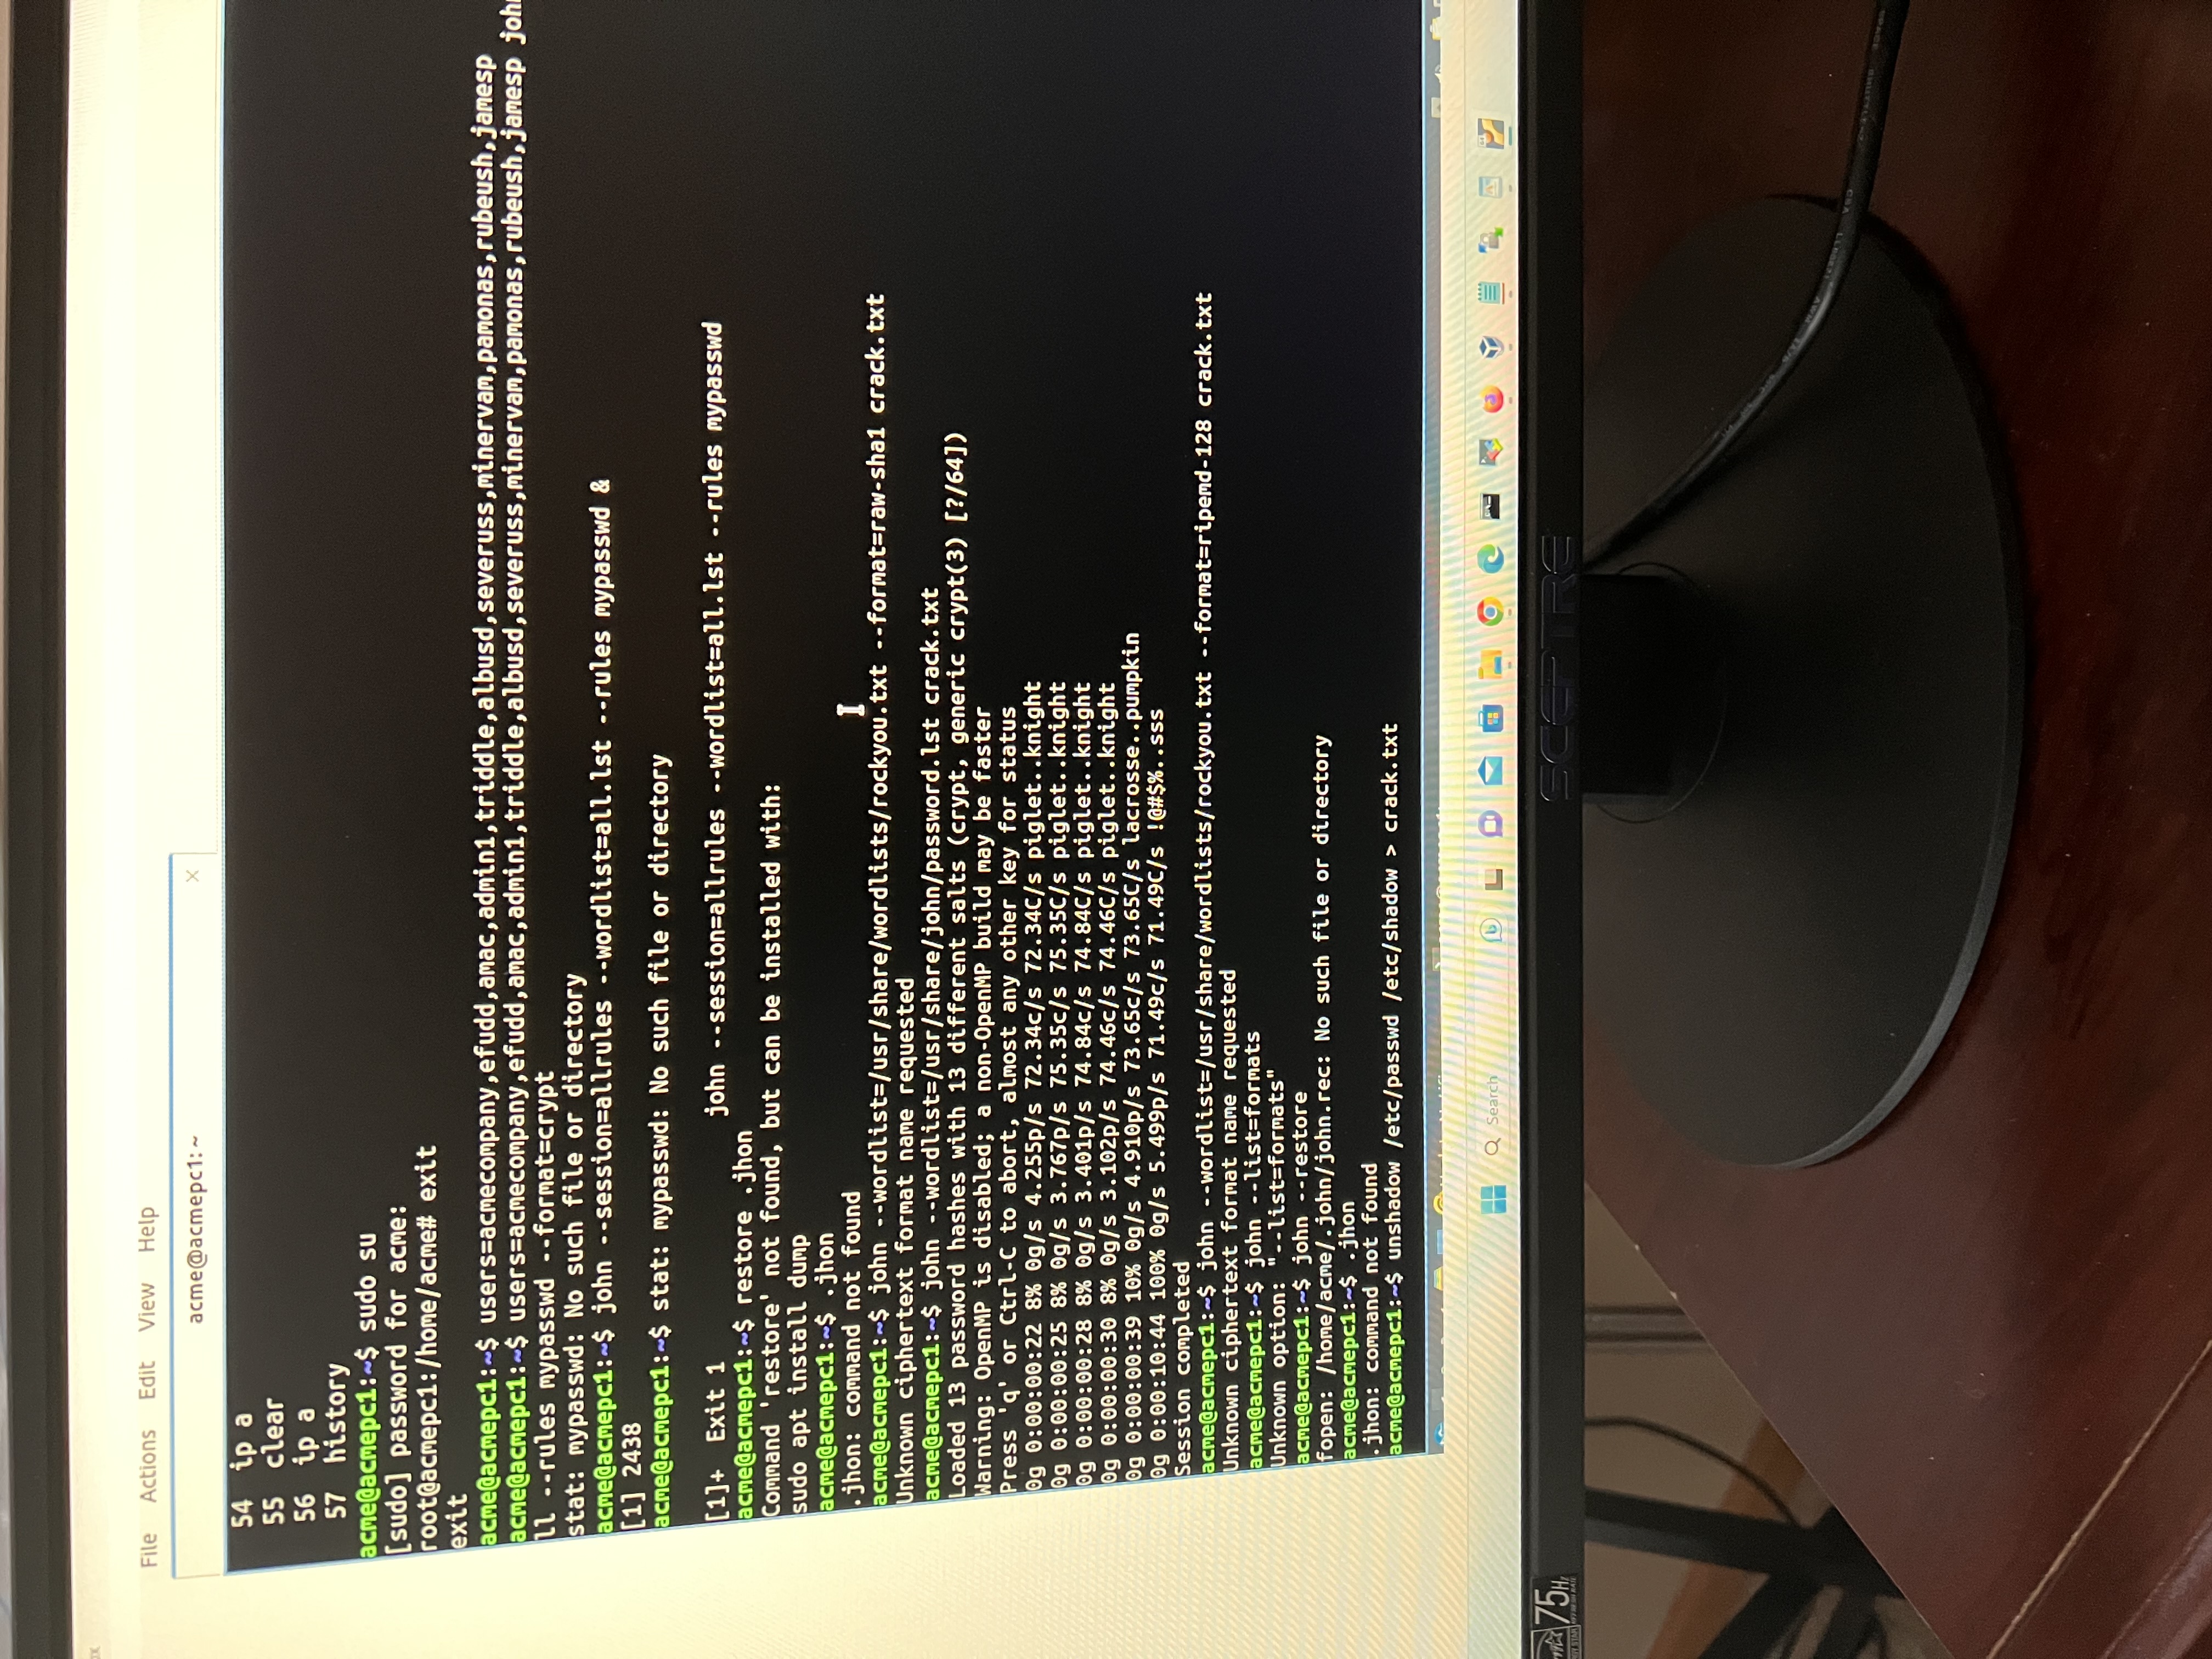 File Actions Edit View Help
acme@acmepc1: ~
54 ip a
55 clear
56 ip a
57 history
acme@acmepc1:~$ sudo su
[sudo] password for acme:
root@acmepc1:/home/acme# exit
exit
acme@acmepc1:~$ users=acmecompany,efudd,amac,admin1,triddle,albusd,severuss,minervam,pamonas,rubeush,jamesp
acme@acmepc1:~$ users=acmecompany,efudd,amac,admin1,triddle,albusd,severuss,minervam,pamonas,rubeush,jamesp joh
ll --rules mypasswd --format=crypt
stat: mypasswd: No such file or directory
acme@acmepc1:~$ john --session=allrules --wordlist=all.lst --rules mypasswd &
[1] 2438
acme@acmepc1:~$ stat: mypasswd: No such file or directory
[1]+ Exit 1 john --session=allrules --wordlist=all.lst --rules mypasswd
acme@acmepc1:~$ restore .jhon
Command 'restore' not found, but can be installed with:
sudo apt install dump
acme@acmepc1:~$ .jhon
.jhon: command not found
acme@acmepc1:~$ john --wordlist=/usr/share/wordlists/rockyou.txt --format=raw-sha1 crack.txt
Unknown ciphertext format name requested
acme@acmepc1:~$ john --wordlist=/usr/share/john/password.lst crack.txt
Loaded 13 password hashes with 13 different salts (crypt, generic crypt(3) [?/64])
Warning: OpenMP is disabled; a non-OpenMP build may be faster
Press 'q' or Ctrl-C to abort, almost any other key for status
0g 0:00:00:22 8% 0g/s 4.255p/s 72.34c/s 72.34C/s piglet..knight
0g 0:00:00:25 8% 0g/s 3.767p/s 75.35c/s 75.35C/s piglet..knight
0g 0:00:00:28 8% 0g/s 3.401p/s 74.84c/s 74.84C/s piglet..knight
0g 0:00:00:30 8% 0g/s 3.102p/s 74.46c/s 74.46C/s piglet..knight
0g 0:00:00:39 10% 0g/s 4.910p/s 73.65c/s 73.65C/s lacrosse..pumpkin
0g 0:00:10:44 100% 0g/s 5.499p/s 71.49c/s 71.49C/s !@#$%..sss
Session completed
acme@acmepc1:~$ john --wordlist=/usr/share/wordlists/rockyou.txt --format=ripemd-128 crack.txt
Unknown ciphertext format name requested
acme@acmepc1:~$ john --list=formats
Unknown option: "--list=formats"
acme@acmepc1:~$ john --restore
fopen: /home/acme/.john/john.rec: No such file or directory
acme@acmepc1:~$ .jhon
.jhon: command not found
acme@acmepc1:~$ unshadow /etc/passwd /etc/shadow > crack.txt
Search
75Hz
REFRESH RATE
SCEPTRE